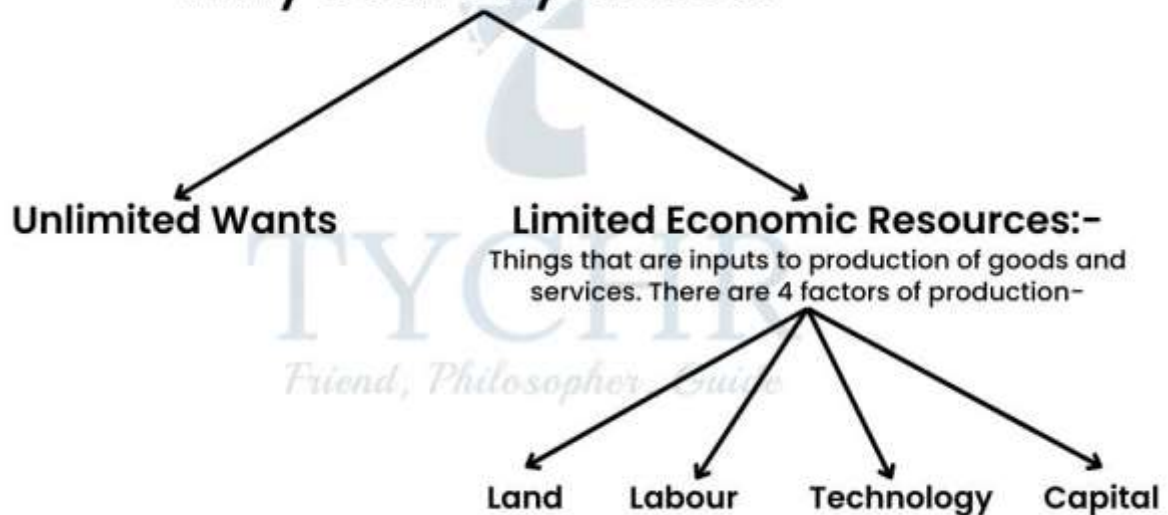 Unlimited Wants
Limited Economic Resources:-
Things that are inputs to production of goods and
services. There are 4 factors of production-
TYCHR
Friend, Philosopher, Guide
Land Labour Technology Capital